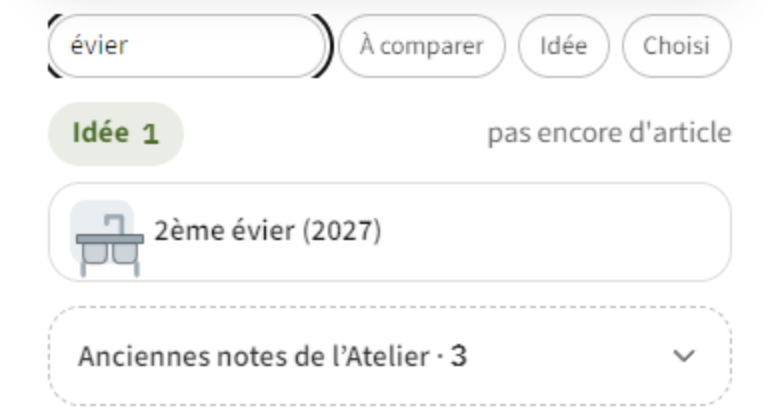 évier À comparer Idée Choisi
Idée 1 pas encore d'article
2ème évier (2027)
Anciennes notes de l’Atelier · 3